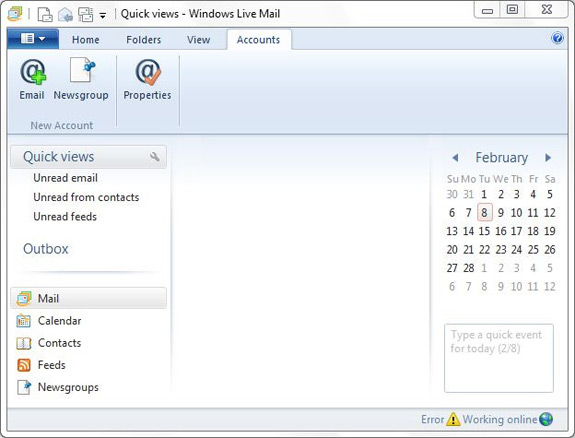 Quick views - Windows Live Mail
Home Folders View Accounts
Email Newsgroup Properties
New Account
Quick views
Unread email
Unread from contacts
Unread feeds
Outbox
Mail
Calendar
Contacts
Feeds
Newsgroups
February
Su Mo Tu We Th Fr Sa
30 31 1 2 3 4 5
6 7 8 9 10 11 12
13 14 15 16 17 18 19
20 21 22 23 24 25 26
27 28 1 2 3 4 5
6 7 8 9 10 11 12
Type a quick event
for today (2/8)
Error Working online